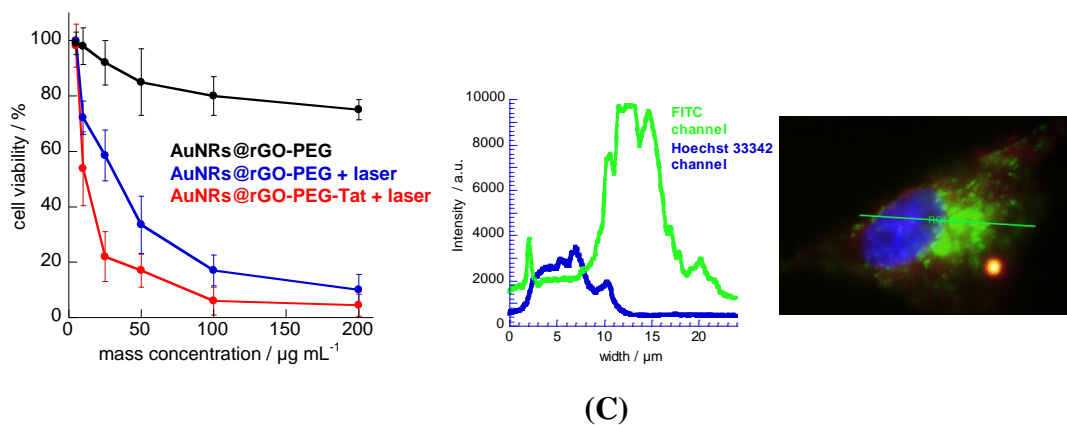 100
80
60
40
20
0
cell viability / %
AuNRs@rGO-PEG
AuNRs@rGO-PEG + laser
AuNRs@rGO-PEG-Tat + laser
0 50 100 150 200
mass concentration / µg mL-1
10000
8000
6000
4000
2000
0
Intensity / a.u.
FITC
channel
Hoechst 33342
channel
0 5 10 15 20
width / µm
(C)